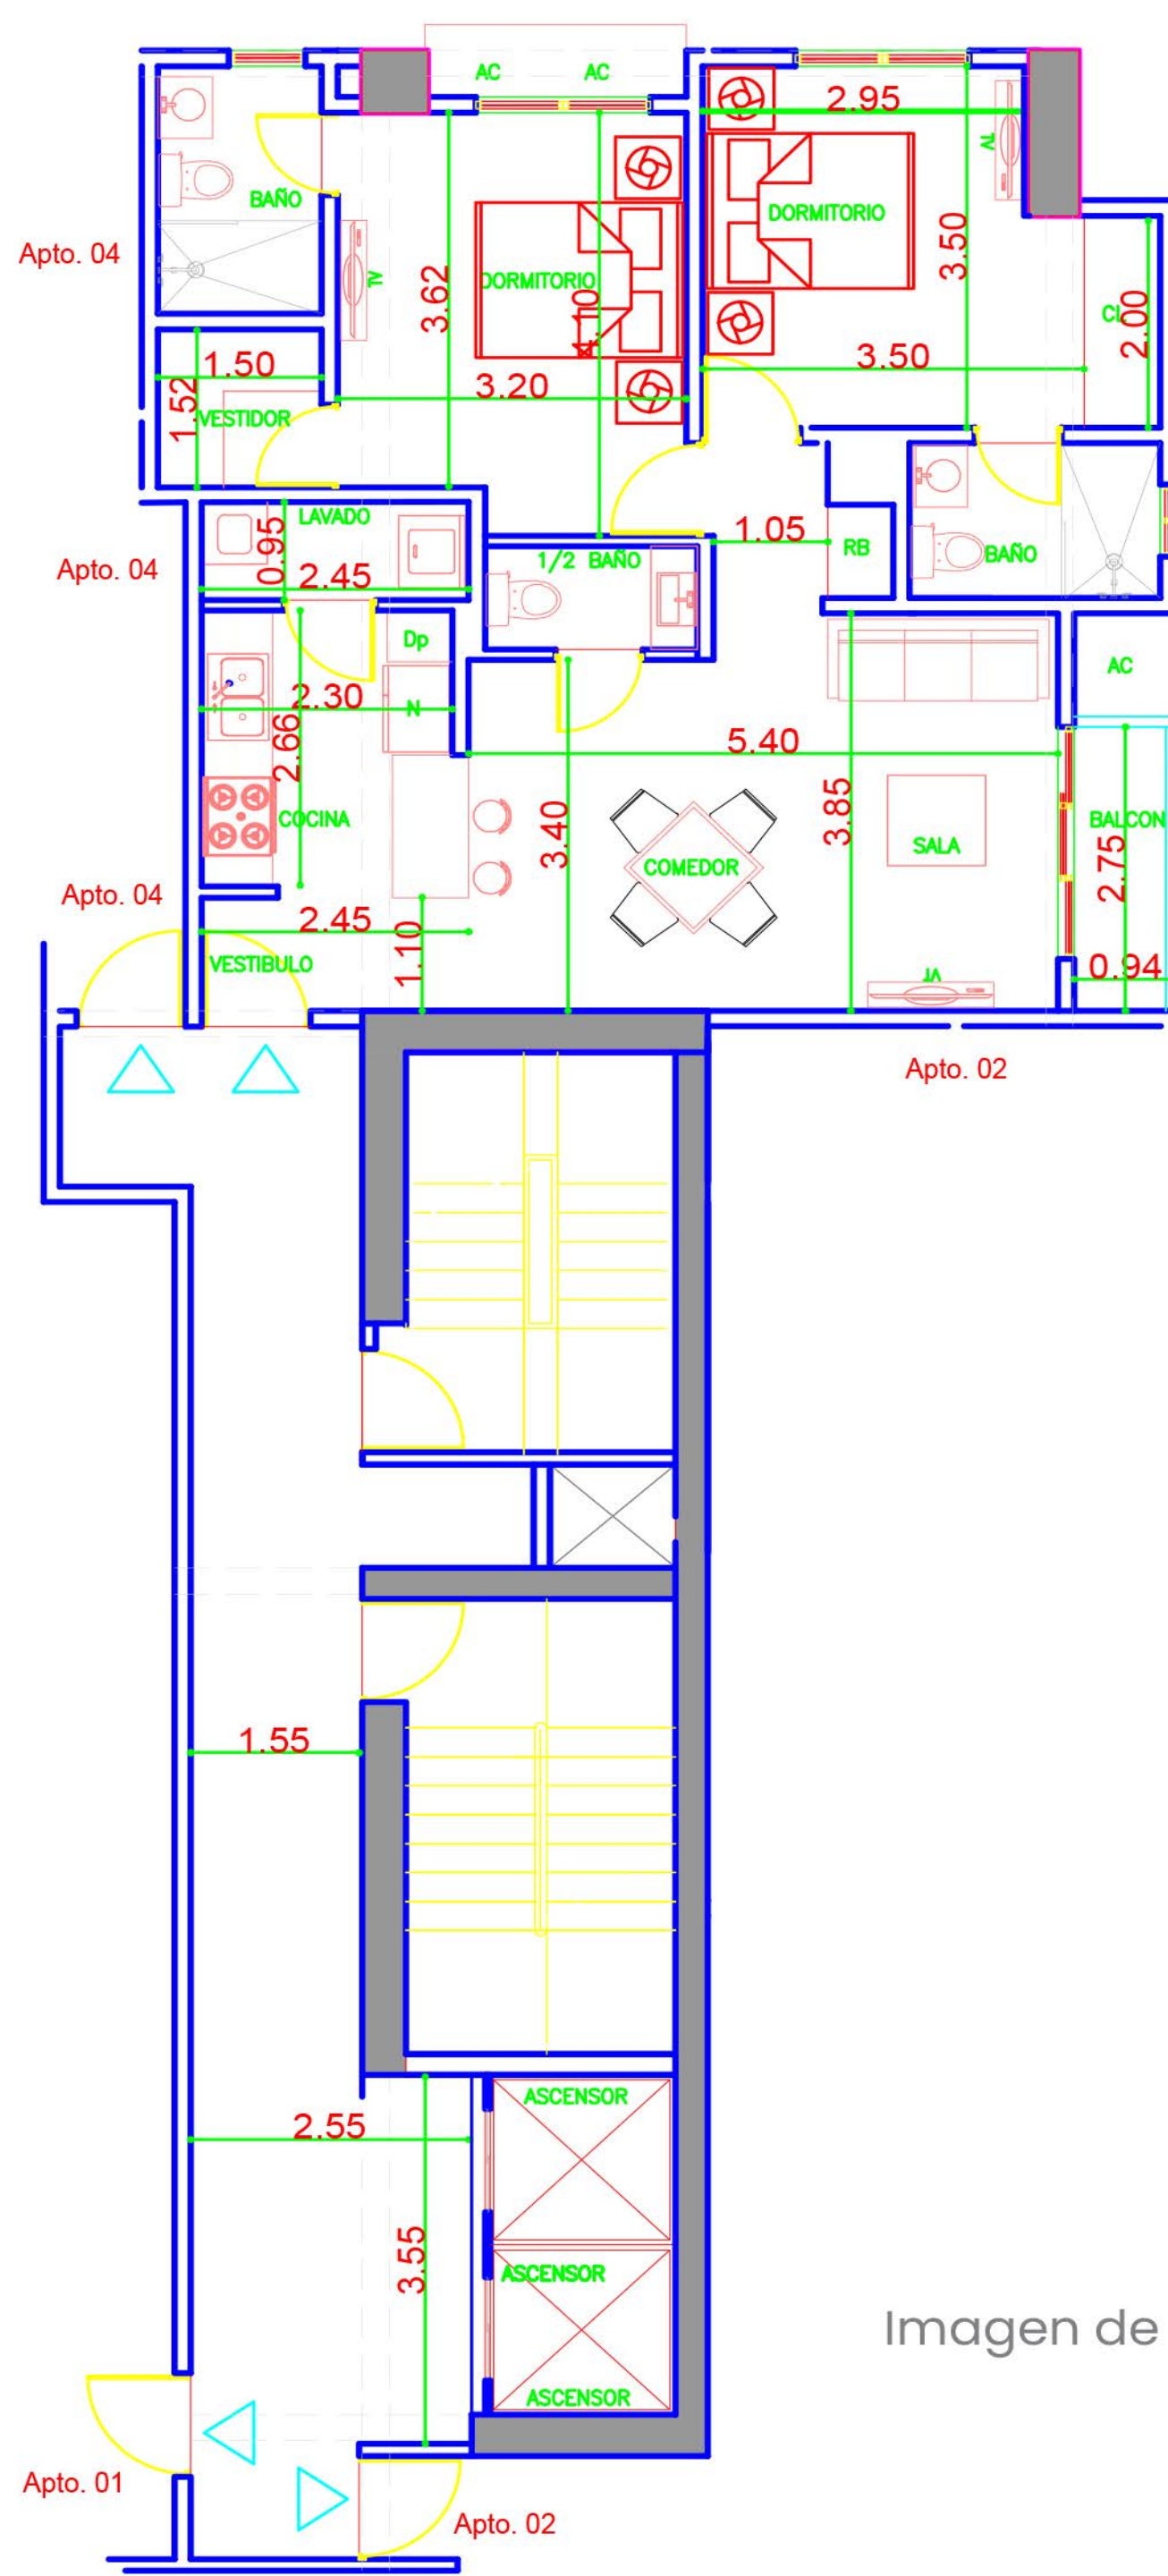 AC
AC
2.95
TV
BAÑO
DORMITORIO
Apto. 04
3.50
3.62
TV
DORMITORIO
4.10
CL
2.00
1.50
3.50
3.20
1.52
VESTIDOR
LAVADO
0.95
1.05
RB
1/2 BAÑO
BAÑO
Apto. 04
2.45
Dp
AC
2.30
N
2.66
5.40
COCINA
3.40
3.85
SALA
BALCON
COMEDOR
2.75
Apto. 04
2.45
1.10
VESTIBULO
TV
0.94
Apto. 02
1.55
ASCENSOR
2.55
3.55
ASCENSOR
Imagen de
ASCENSOR
Apto. 01
Apto. 02